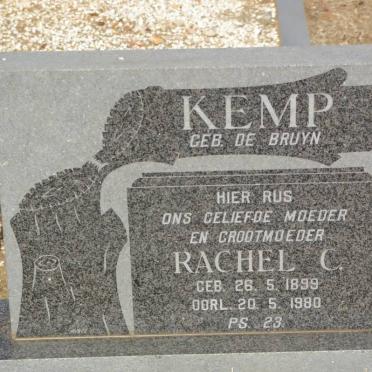 KEMP
GEB. DE BRUYN
HIER RUS
ONS GELIEFDE MOEDER
EN GROOTMOEDER
RACHEL C.
GEB. 26. 5. 1899
OORL. 20. 5. 1980
PS. 23.